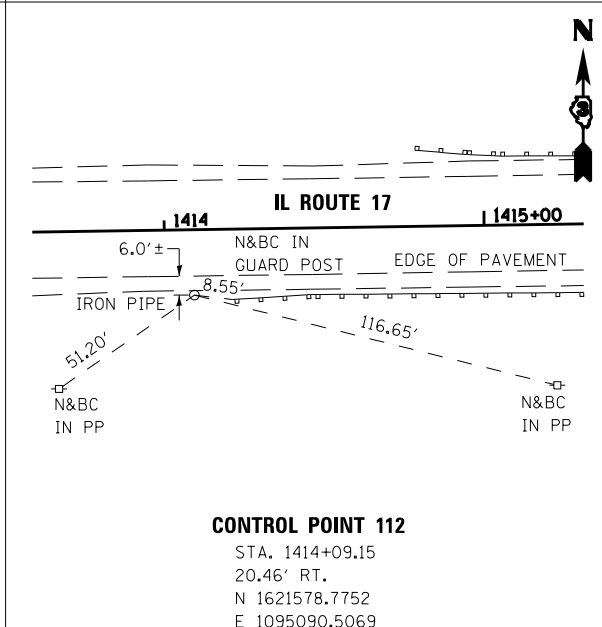 N
3
IL ROUTE 17
1414
1415+00
6.0'±
N&BC IN
GUARD POST
EDGE OF PAVEMENT
IRON PIPE
8.55'
51.20'
116.65'
N&BC
IN PP
N&BC
IN PP
CONTROL POINT 112
STA. 1414+09.15
20.46' RT.
N 1621578.7752
E 1095090.5069